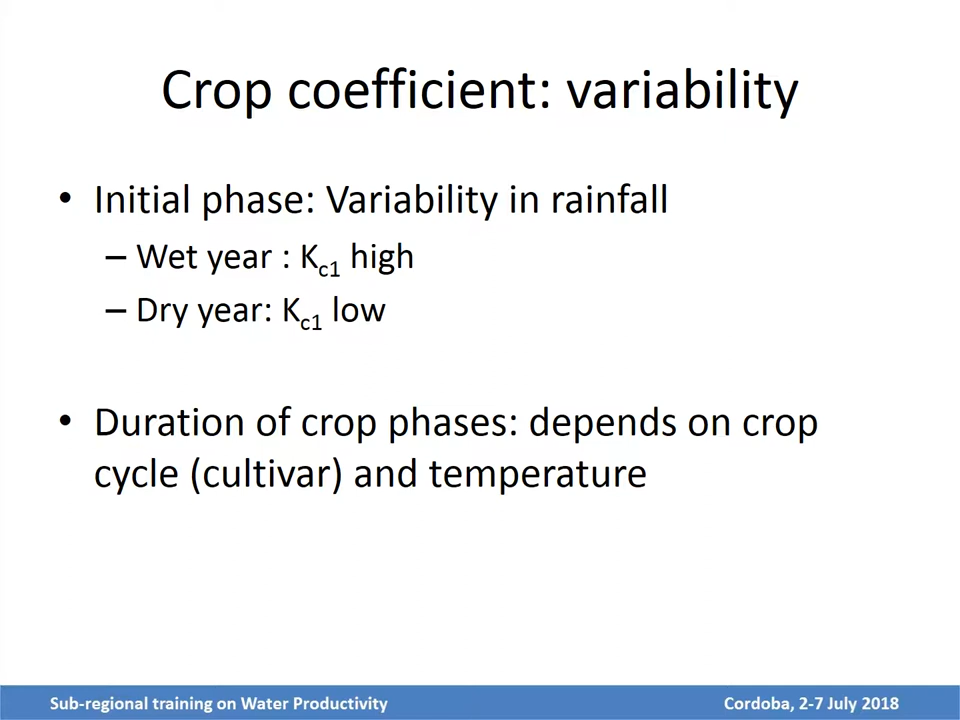 Crop coefficient: variability
• Initial phase: Variability in rainfall
– Wet year : Kc1 high
– Dry year: Kc1 low
• Duration of crop phases: depends on crop
cycle (cultivar) and temperature
Sub-regional training on Water Productivity
Cordoba, 2-7 July 2018